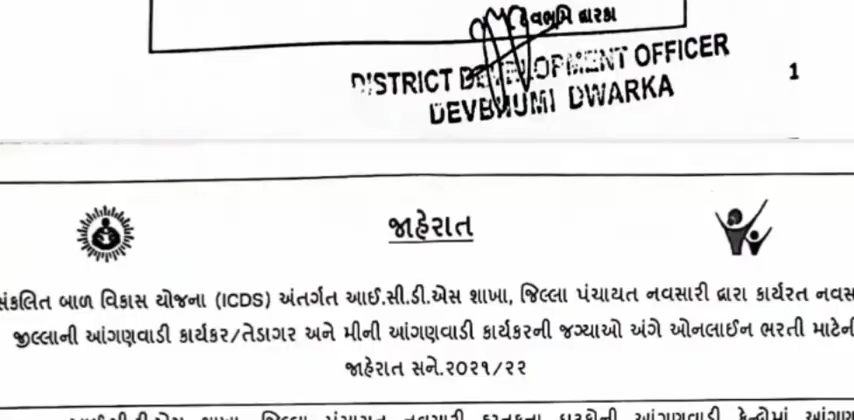 દેવભૂમિ દ્વારકા
DISTRICT DEVELOPMENT OFFICER
DEVBHUMI DWARKA
1
જાહેરાત
સંકલિત બાળ વિકાસ યોજના (ICDS) અંતર્ગત આઈ.સી.ડી.એસ શાખા, જિલ્લા પંચાયત નવસારી દ્વારા કાર્યરત નવસ
જીલ્લાની આંગણવાડી કાર્યકર/તેડાગર અને મીની આંગણવાડી કાર્યકરની જગ્યાઓ અંગે ઓનલાઈન ભરતી માટેની
જાહેરાત સને.૨૦૨૧/૨૨